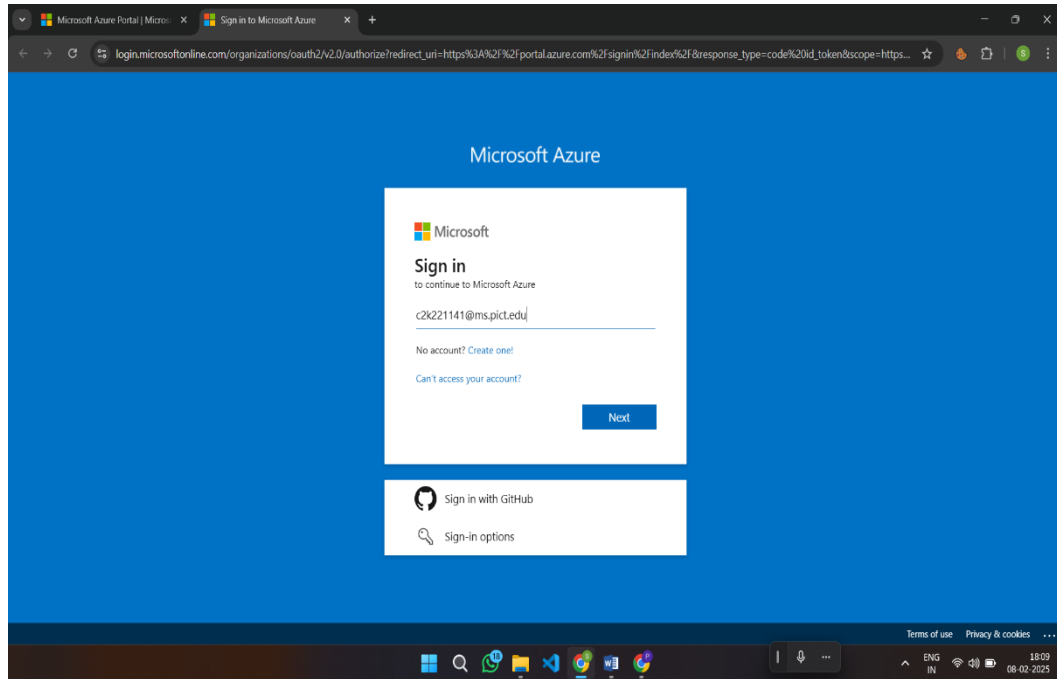 Microsoft Azure Portal | Micros
Sign in to Microsoft Azure
login.microsoftonline.com/organizations/oauth2/v2.0/authorize?redirect_uri=https%3A%2F%2Fportal.azure.com%2Fsignin%2Findex%2F&response_type=code%20id_token&scope=https...
S
Microsoft Azure
Microsoft
Sign in
to continue to Microsoft Azure
c2k221141@ms.pict.edu
No account? Create one!
Can't access your account?
Next
Sign in with GitHub
Sign-in options
Terms of use Privacy & cookies ...
18
S
P
ENG
IN
18:09
08-02-2025